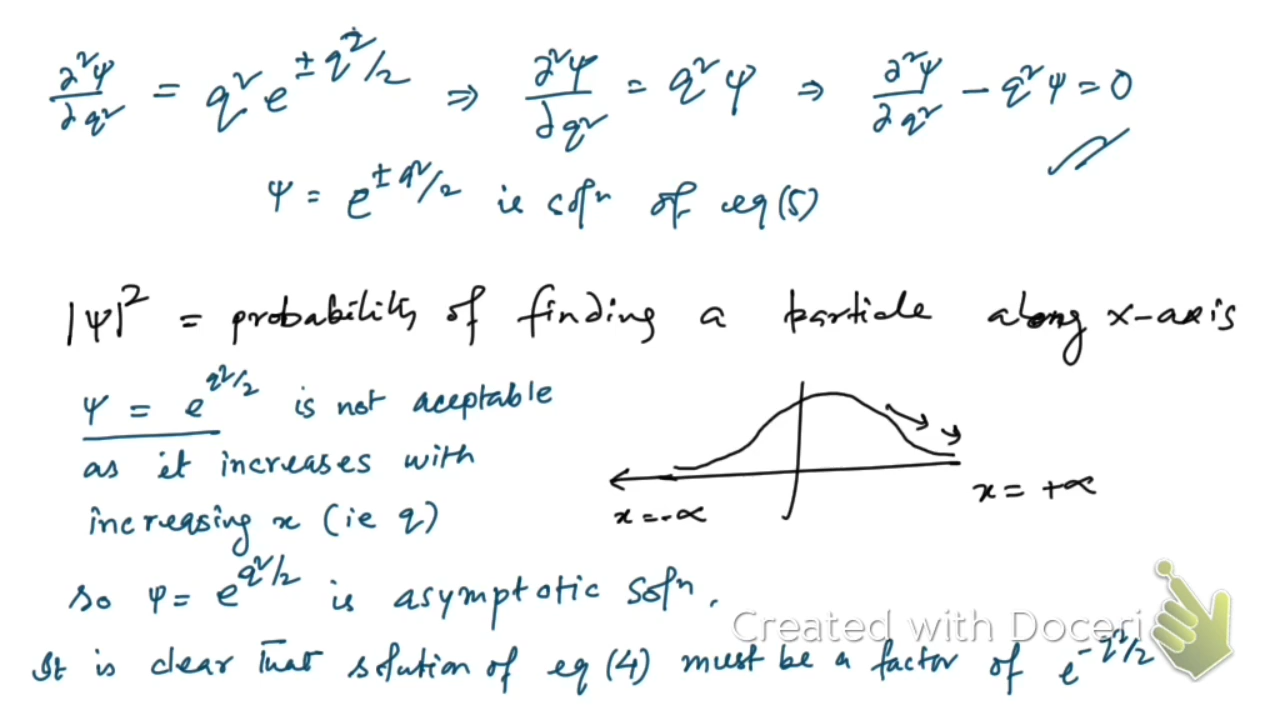 ∂²ψ/∂q² = q² e^(±q²/2) ⇒ ∂²ψ/∂q² = q²ψ ⇒ ∂²ψ/∂q² − q²ψ = 0
ψ = e^(±q²/2) is solⁿ of eq (5)
|ψ|² = probability of finding a particle along x-axis
ψ = e^(q²/2) is not aceptable
as it increases with
increasing x (ie q)
x = -∝
x = +∝
so ψ = e^(q²/2) is asymptotic solⁿ.
Created with Doceri
It is clear that solution of eq (4) must be a factor of e^(-q²/2)